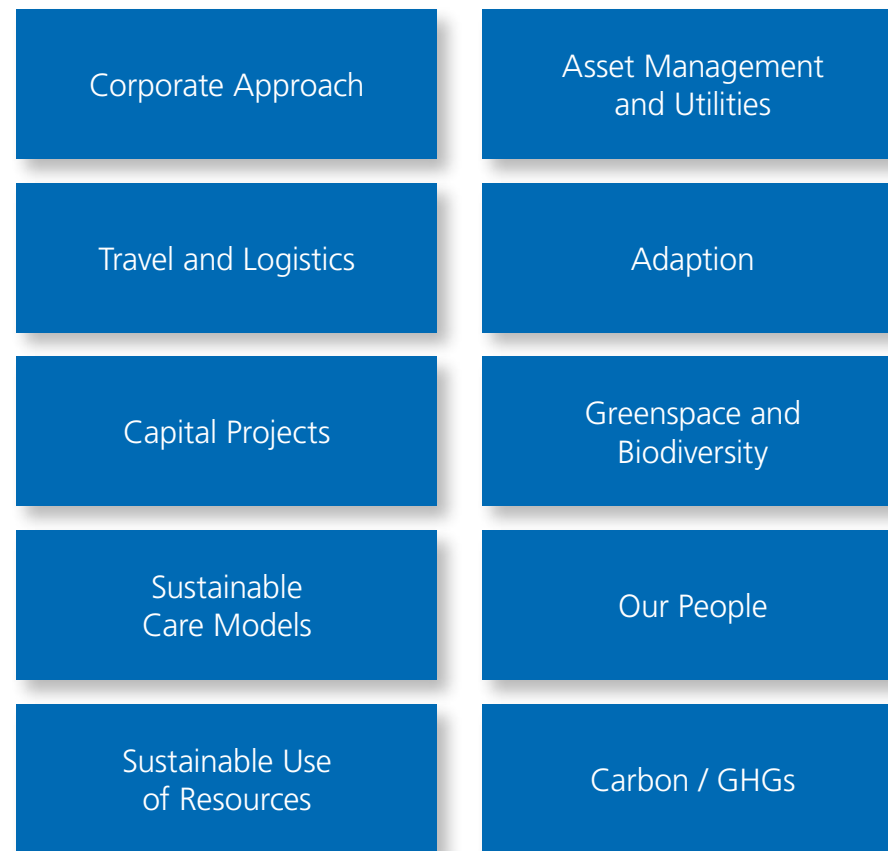 Corporate Approach
Asset Management
and Utilities
Travel and Logistics
Adaption
Capital Projects
Greenspace and
Biodiversity
Sustainable
Care Models
Our People
Sustainable Use
of Resources
Carbon / GHGs